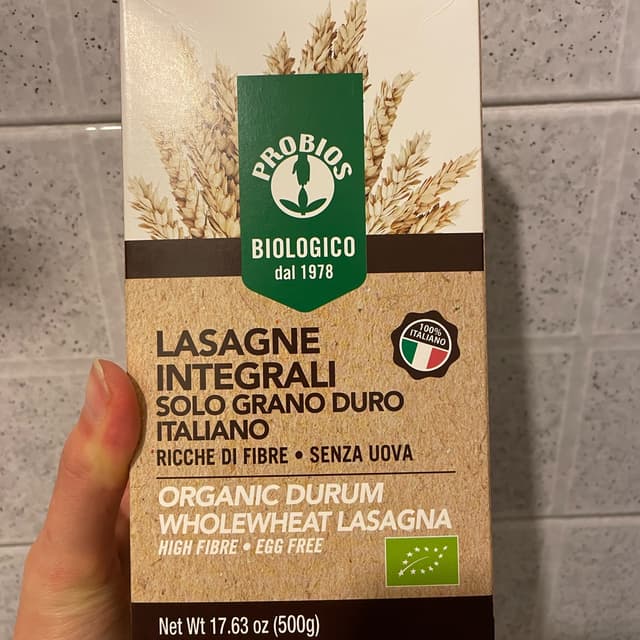 PROBIOS
BIOLOGICO
dal 1978
LASAGNE
INTEGRALI
SOLO GRANO DURO
ITALIANO
RICCHE DI FIBRE • SENZA UOVA
100%
ITALIANO
ORGANIC DURUM
WHOLEWHEAT LASAGNA
HIGH FIBRE • EGG FREE
Net Wt 17.63 oz (500g)